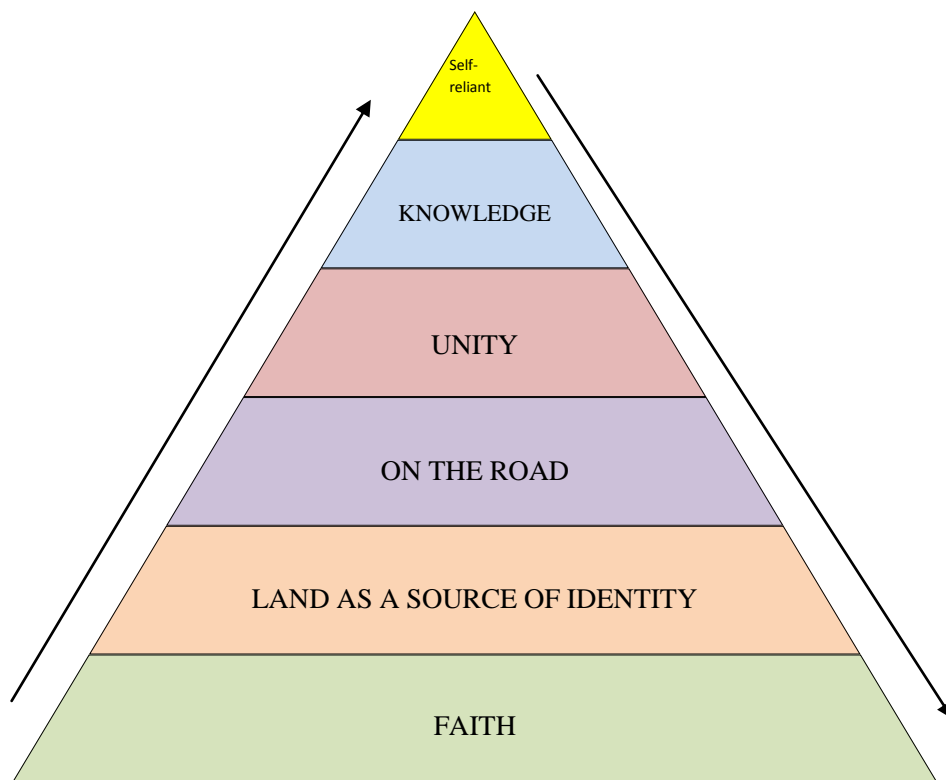 Self-
reliant
KNOWLEDGE
UNITY
ON THE ROAD
LAND AS A SOURCE OF IDENTITY
FAITH